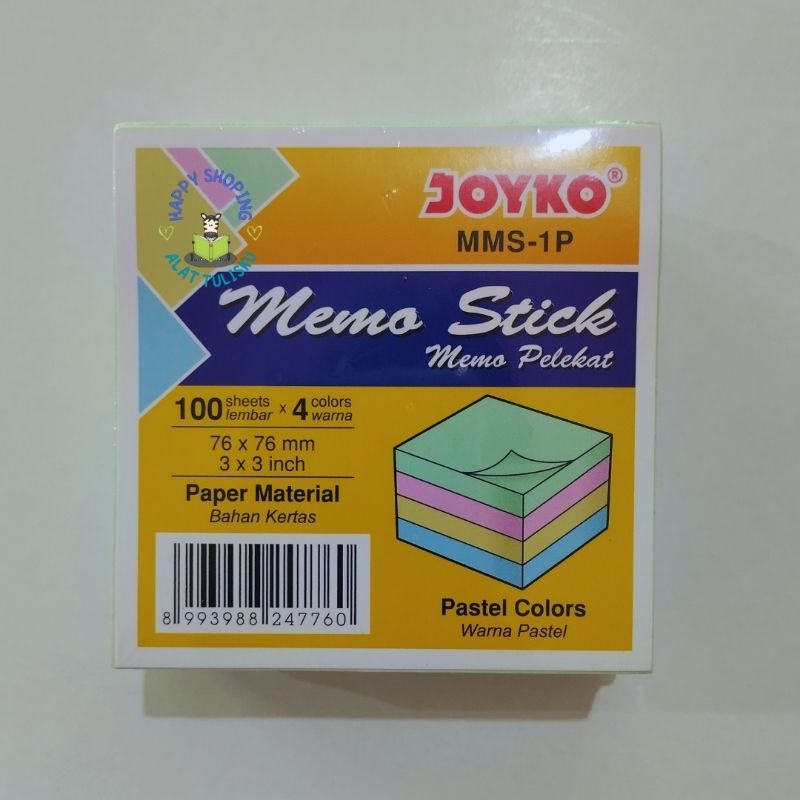 HAPPY SHOPING
ALAT TULISKU
JOYKO®
MMS-1P
Memo Stick
Memo Pelekat
100 sheets lembar x 4 colors warna
76 x 76 mm
3 x 3 inch
Paper Material
Bahan Kertas
8 993988 247760
Pastel Colors
Warna Pastel